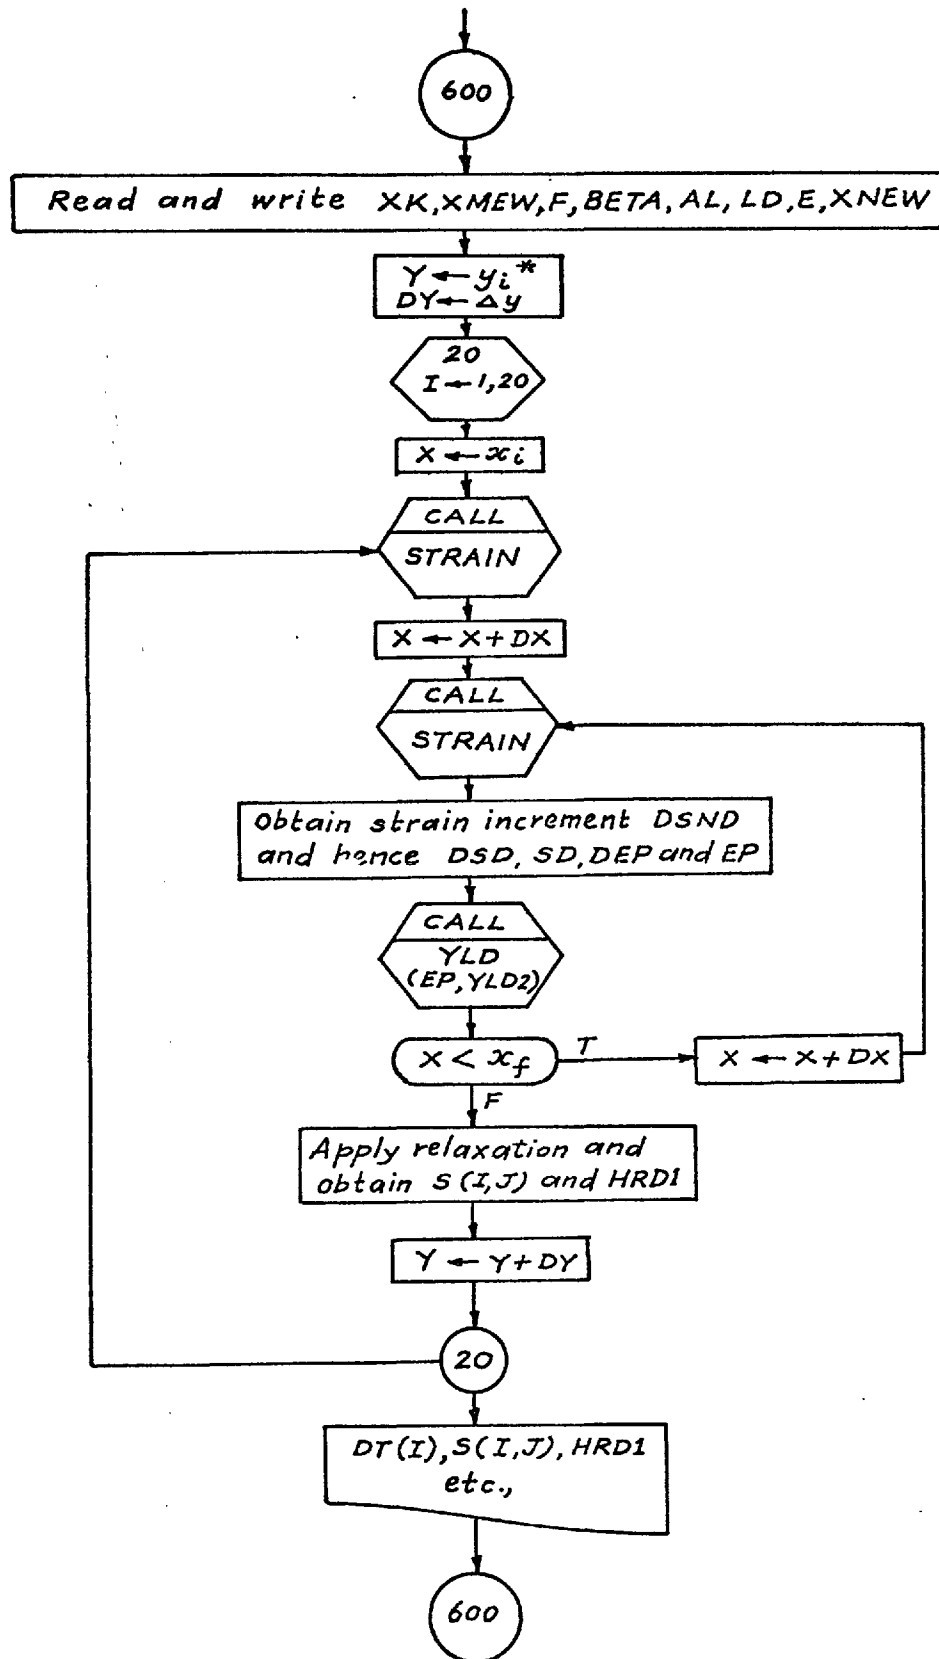 600
Read and write XK,XMEW,F,BETA,AL,LD,E,XNEW
Y ← yi*
DY ← Δy
20
I ← 1,20
X ← xi
CALL
STRAIN
X ← X + DX
CALL
STRAIN
Obtain strain increment DSND
and hence DSD, SD, DEP and EP
CALL
YLD
(EP,YLD2)
X < xf
T
X ← X + DX
F
Apply relaxation and
obtain S(I,J) and HRD1
Y ← Y + DY
20
DT(I), S(I,J), HRD1
etc.,
600